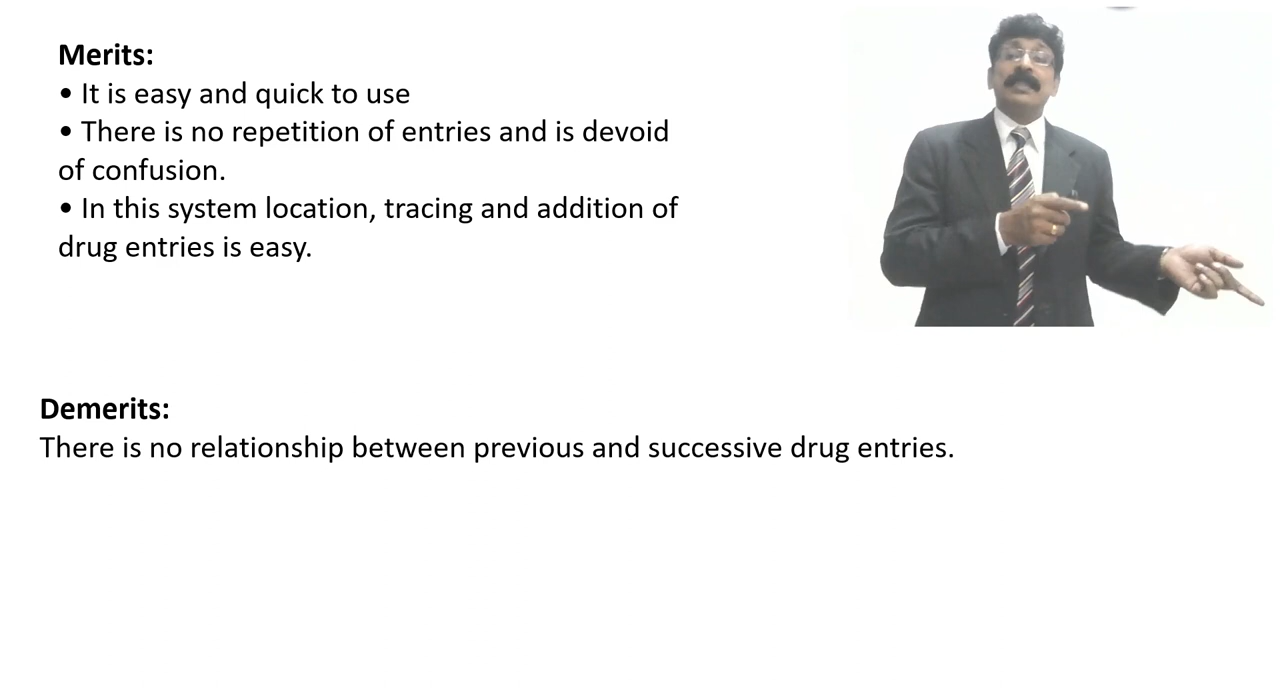 Merits:
• It is easy and quick to use
• There is no repetition of entries and is devoid
of confusion.
• In this system location, tracing and addition of
drug entries is easy.
Demerits:
There is no relationship between previous and successive drug entries.